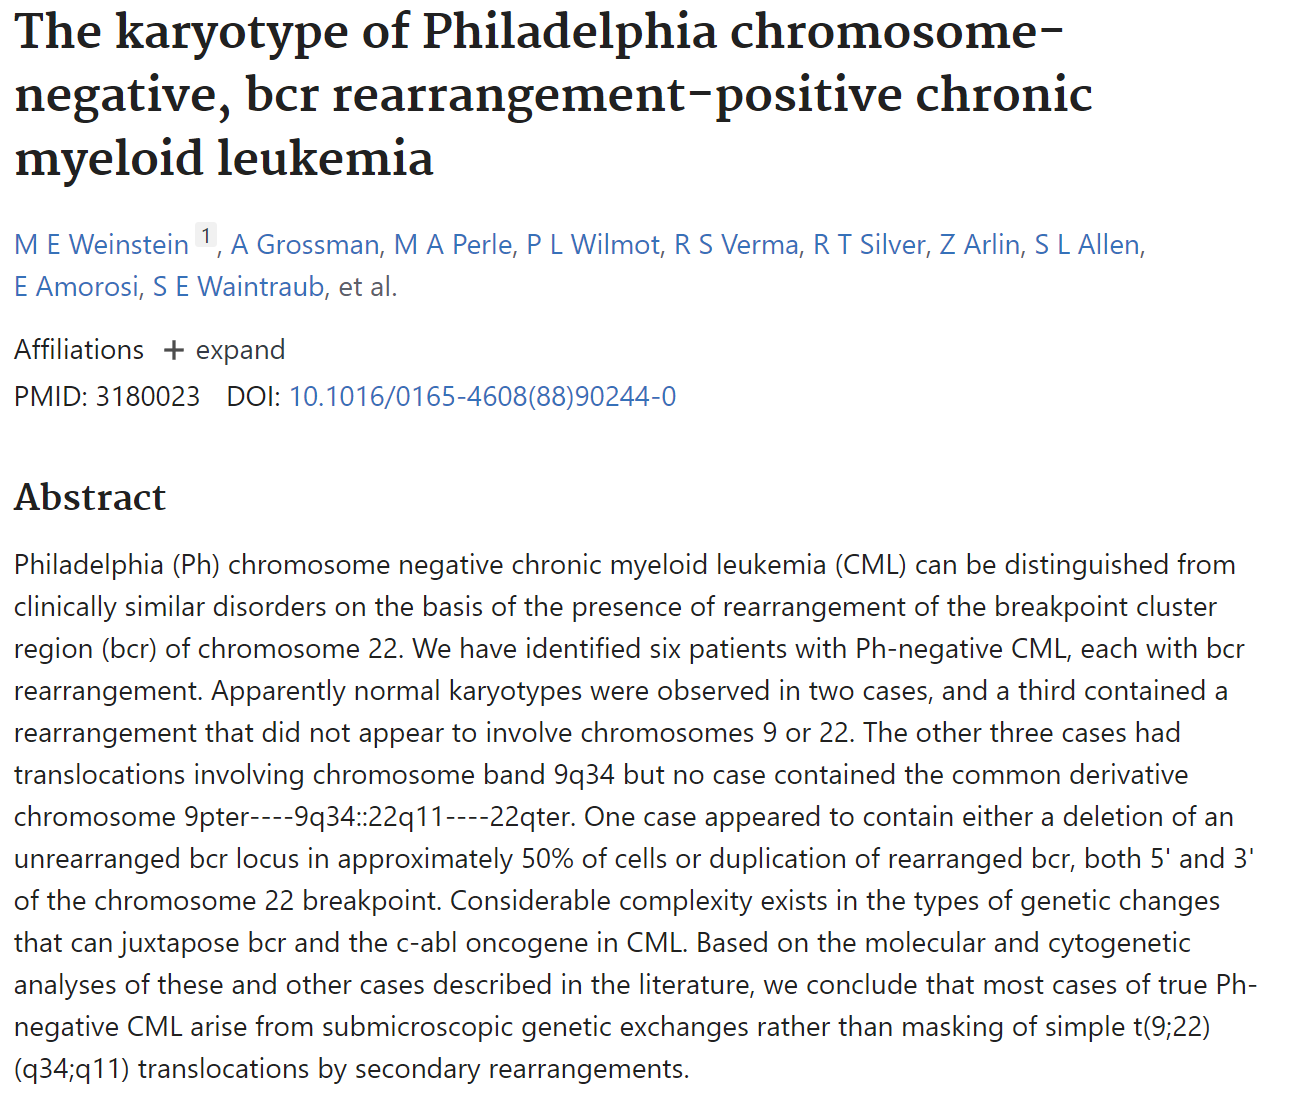 The karyotype of Philadelphia chromosome-
negative, bcr rearrangement-positive chronic
myeloid leukemia
M E Weinstein 1, A Grossman, M A Perle, P L Wilmot, R S Verma, R T Silver, Z Arlin, S L Allen,
E Amorosi, S E Waintraub, et al.
Affiliations + expand
PMID: 3180023 DOI: 10.1016/0165-4608(88)90244-0
Abstract
Philadelphia (Ph) chromosome negative chronic myeloid leukemia (CML) can be distinguished from
clinically similar disorders on the basis of the presence of rearrangement of the breakpoint cluster
region (bcr) of chromosome 22. We have identified six patients with Ph-negative CML, each with bcr
rearrangement. Apparently normal karyotypes were observed in two cases, and a third contained a
rearrangement that did not appear to involve chromosomes 9 or 22. The other three cases had
translocations involving chromosome band 9q34 but no case contained the common derivative
chromosome 9pter----9q34::22q11----22qter. One case appeared to contain either a deletion of an
unrearranged bcr locus in approximately 50% of cells or duplication of rearranged bcr, both 5' and 3'
of the chromosome 22 breakpoint. Considerable complexity exists in the types of genetic changes
that can juxtapose bcr and the c-abl oncogene in CML. Based on the molecular and cytogenetic
analyses of these and other cases described in the literature, we conclude that most cases of true Ph-
negative CML arise from submicroscopic genetic exchanges rather than masking of simple t(9;22)
(q34;q11) translocations by secondary rearrangements.